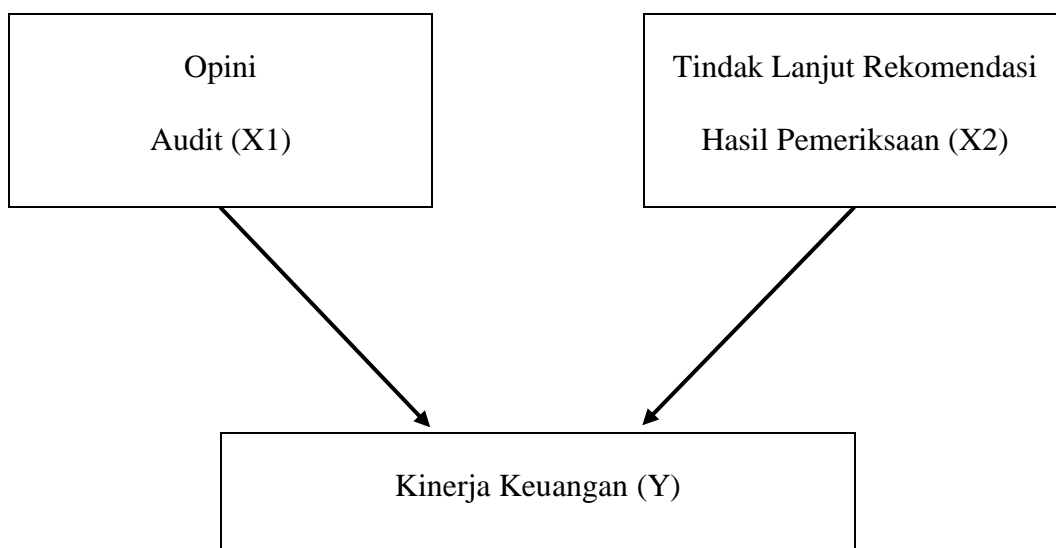 Opini
Audit (X1)
Tindak Lanjut Rekomendasi
Hasil Pemeriksaan (X2)
Kinerja Keuangan (Y)